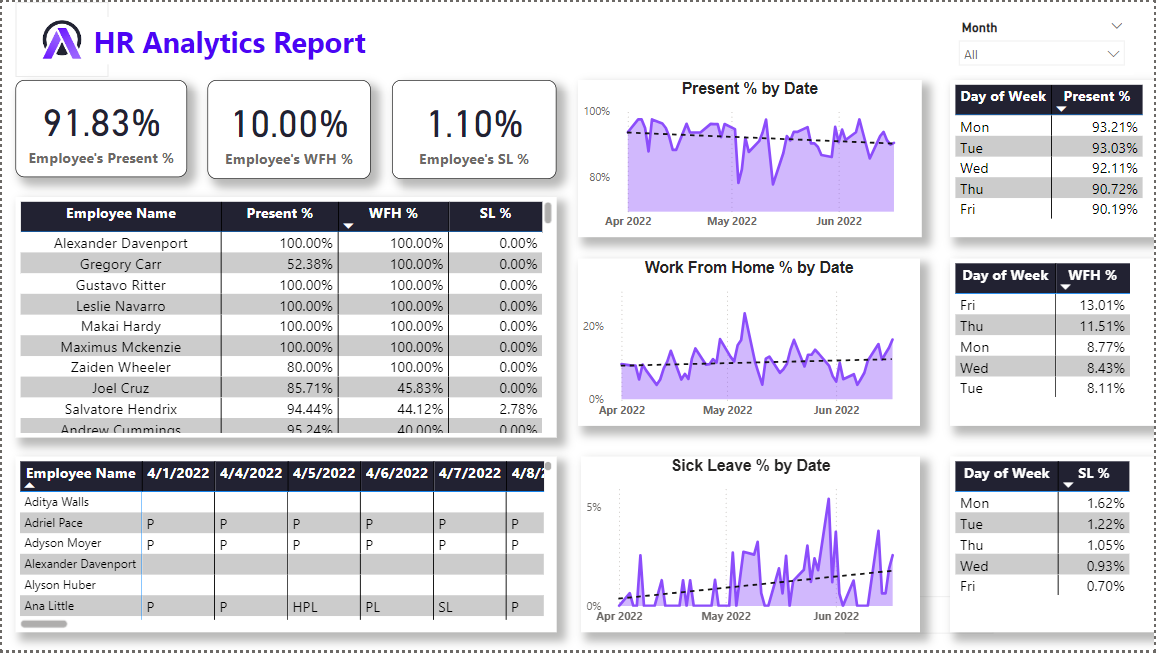 HR Analytics Report
Month
All
91.83%
Employee's Present %
10.00%
Employee's WFH %
1.10%
Employee's SL %
Employee Name Present % WFH % SL %
Alexander Davenport 100.00% 100.00% 0.00%
Gregory Carr 52.38% 100.00% 0.00%
Gustavo Ritter 100.00% 100.00% 0.00%
Leslie Navarro 100.00% 100.00% 0.00%
Makai Hardy 100.00% 100.00% 0.00%
Maximus Mckenzie 100.00% 100.00% 0.00%
Zaiden Wheeler 80.00% 100.00% 0.00%
Joel Cruz 85.71% 45.83% 0.00%
Salvatore Hendrix 94.44% 44.12% 2.78%
Andrew Cummings 95.24% 40.00% 0.00%
Employee Name 4/1/2022 4/4/2022 4/5/2022 4/6/2022 4/7/2022 4/8/2
Aditya Walls
Adriel Pace P P P P P P
Adyson Moyer P P P P P P
Alexander Davenport
Alyson Huber
Ana Little P P HPL PL SL P
Present % by Date
100%
80%
Apr 2022 May 2022 Jun 2022
Work From Home % by Date
20%
0%
Apr 2022 May 2022 Jun 2022
Sick Leave % by Date
5%
0%
Apr 2022 May 2022 Jun 2022
Day of Week Present %
Mon 93.21%
Tue 93.03%
Wed 92.11%
Thu 90.72%
Fri 90.19%
Day of Week WFH %
Fri 13.01%
Thu 11.51%
Mon 8.77%
Wed 8.43%
Tue 8.11%
Day of Week SL %
Mon 1.62%
Tue 1.22%
Thu 1.05%
Wed 0.93%
Fri 0.70%